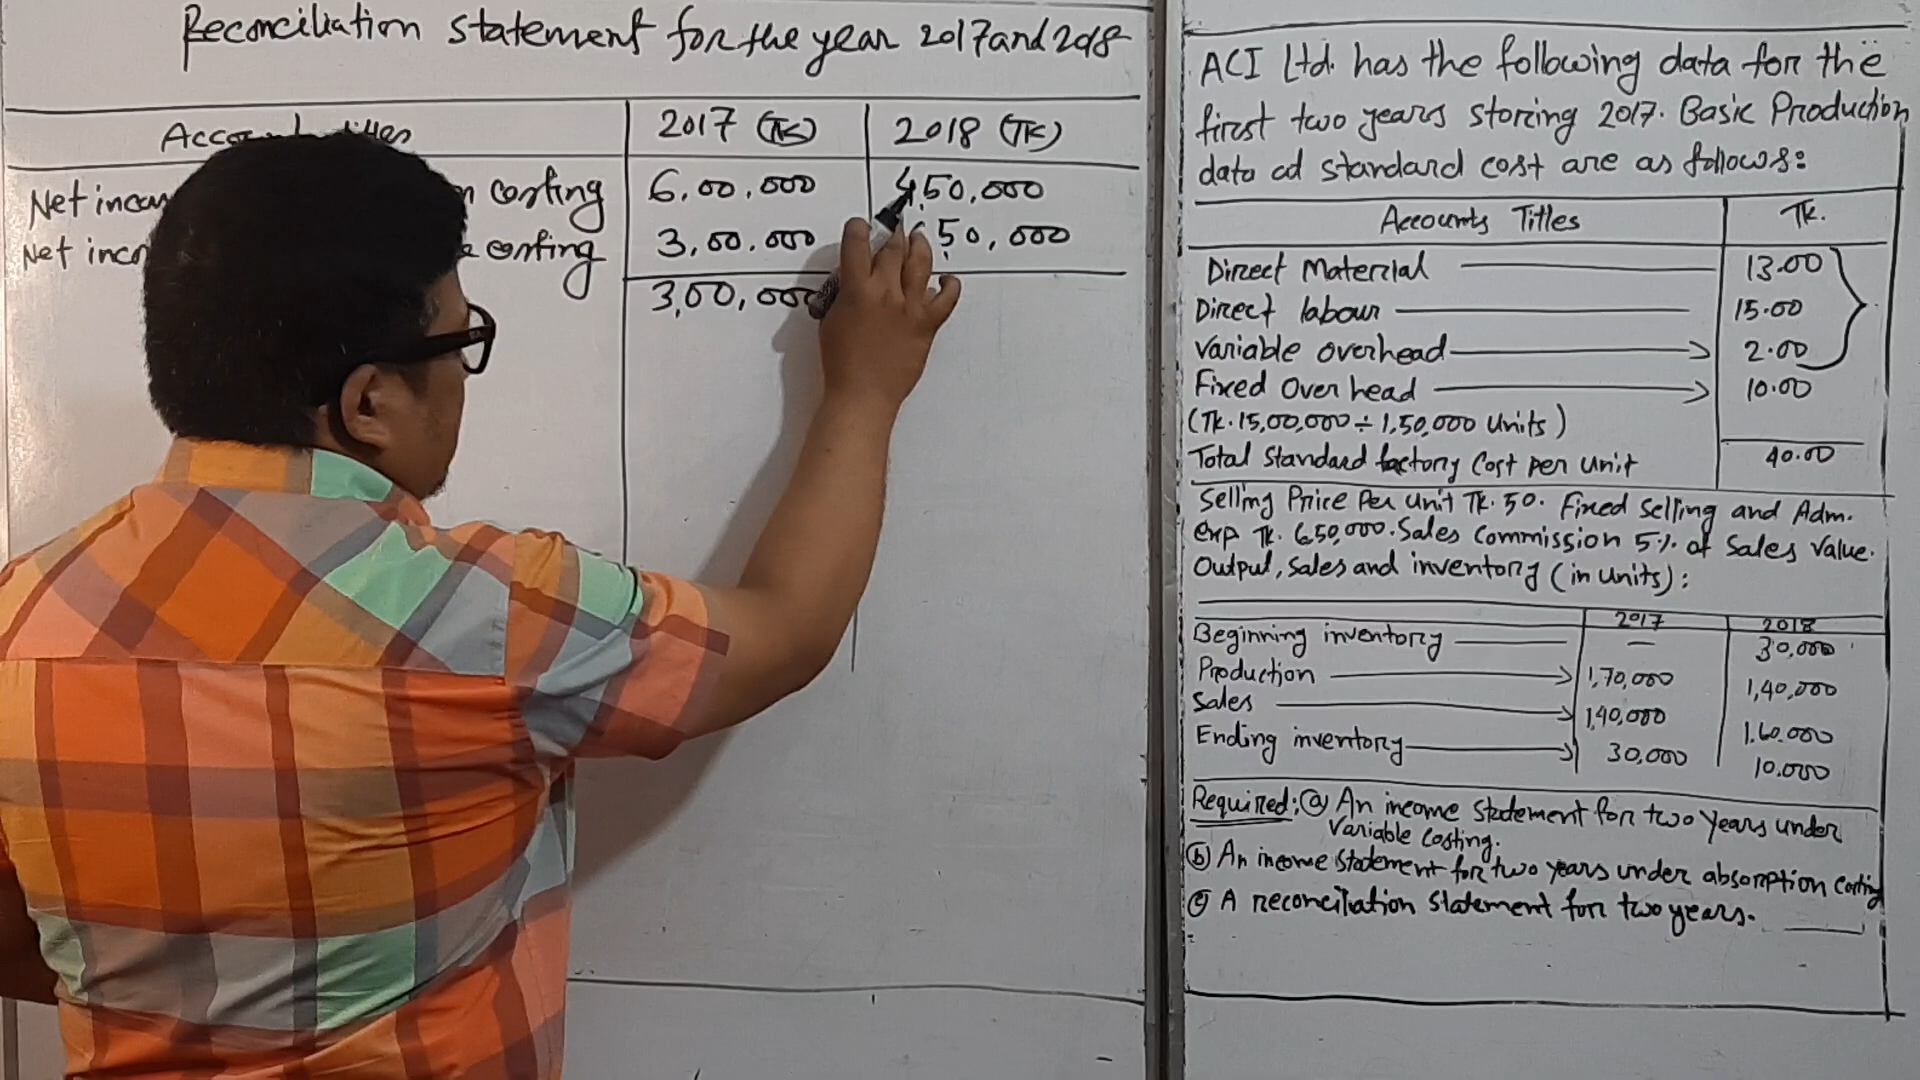 Reconciliation statement for the year 2017 and 2018
2017 (TK) 2018 (TK)
Net costing 6,00,000 4,50,000
Net costing 3,00,000 50,000
3,00,000
ACI Ltd. has the following data for the
first two years storing 2017. Basic Production
data ad standard cost are as follows:
Accounts Titles Tk.
Direct Material 13.00
Direct labour 15.00
Variable overhead 2.00
Fixed Over head 10.00
(Tk. 15,00,000 ÷ 1,50,000 Units)
Total Standard factory Cost per unit 40.00
Selling Price Per unit Tk. 50. Fixed Selling and Adm.
exp Tk. 6,50,000. Sales Commission 5% of Sales Value.
Output, Sales and inventory (in units):
2017 2018
Beginning inventory — 30,000
Production 1,70,000 1,40,000
Sales 1,40,000 1,60,000
Ending inventory 30,000 10,000
Required: (a) An income statement for two years under
Variable Costing.
(b) An income statement for two years under absorption costing
(c) A reconciliation statement for two years.